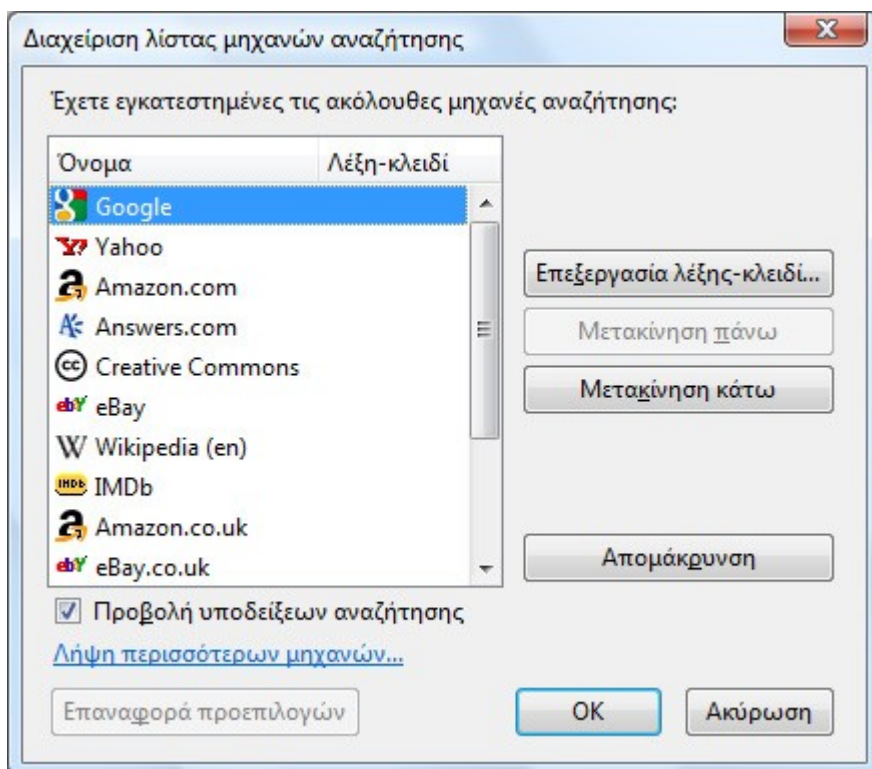 Διαχείριση λίστας μηχανών αναζήτησης
Έχετε εγκατεστημένες τις ακόλουθες μηχανές αναζήτησης:
Όνομα Λέξη-κλειδί
Google
Yahoo
Amazon.com
Answers.com
Creative Commons
eBay
Wikipedia (en)
IMDb
Amazon.co.uk
eBay.co.uk
Επεξεργασία λέξης-κλειδί...
Μετακίνηση πάνω
Μετακίνηση κάτω
Απομάκρυνση
Προβολή υποδείξεων αναζήτησης
Λήψη περισσότερων μηχανών...
Επαναφορά προεπιλογών
OK
Ακύρωση